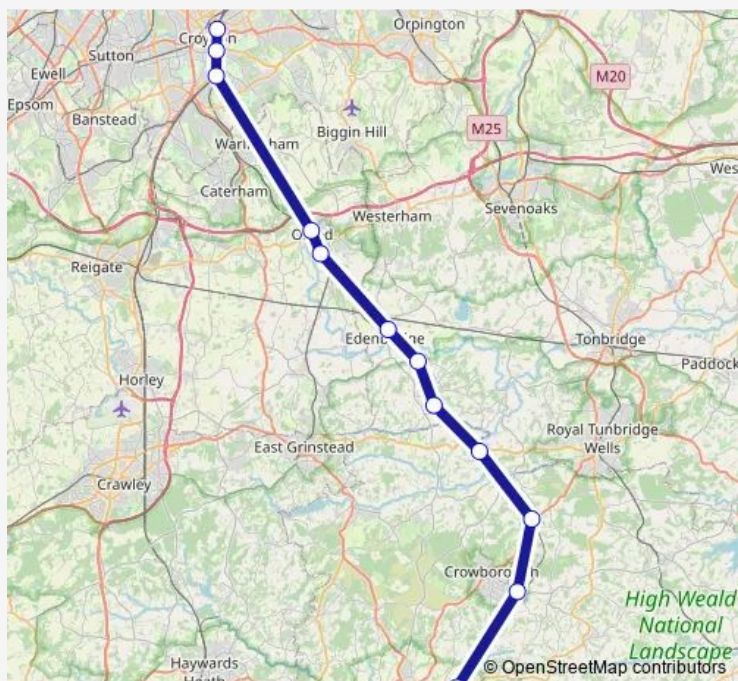 Orpington
Croydon
Sutton
Ewell
M20
Epsom
Banstead
Biggin Hill
M25
Warlingham
Caterham
Westerham
Sevenoaks
Oxted
Reigate
Edenbridge
Tonbridge
Paddock
Horley
Royal Tunbridge
Wells
East Grinstead
Crawley
Crowborough
High Weald
National
Landscape
Haywards
Heath
© OpenStreetMap contributors